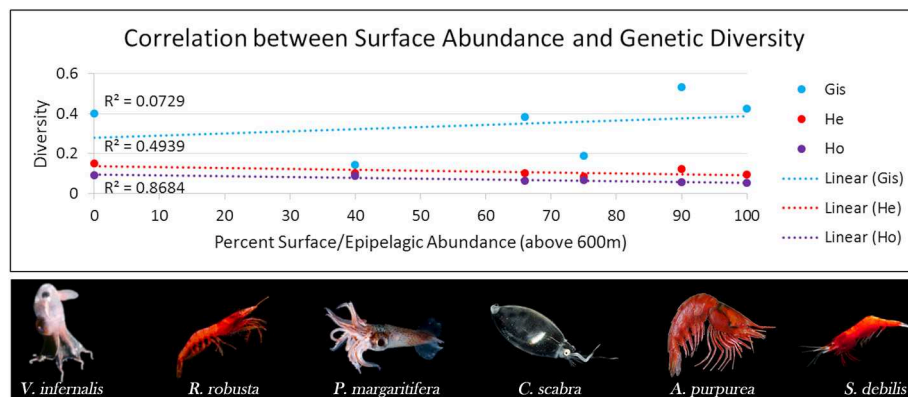 Correlation between Surface Abundance and Genetic Diversity
0.6
0.4
0.2
0
Diversity
R² = 0.0729
R² = 0.4939
R² = 0.8684
0 10 20 30 40 50 60 70 80 90 100
Percent Surface/Epipelagic Abundance (above 600m)
Gis
He
Ho
Linear (Gis)
Linear (He)
Linear (Ho)
V. infernalis R. robusta P. margaritifera C. scabra A. purpurea S. debilis